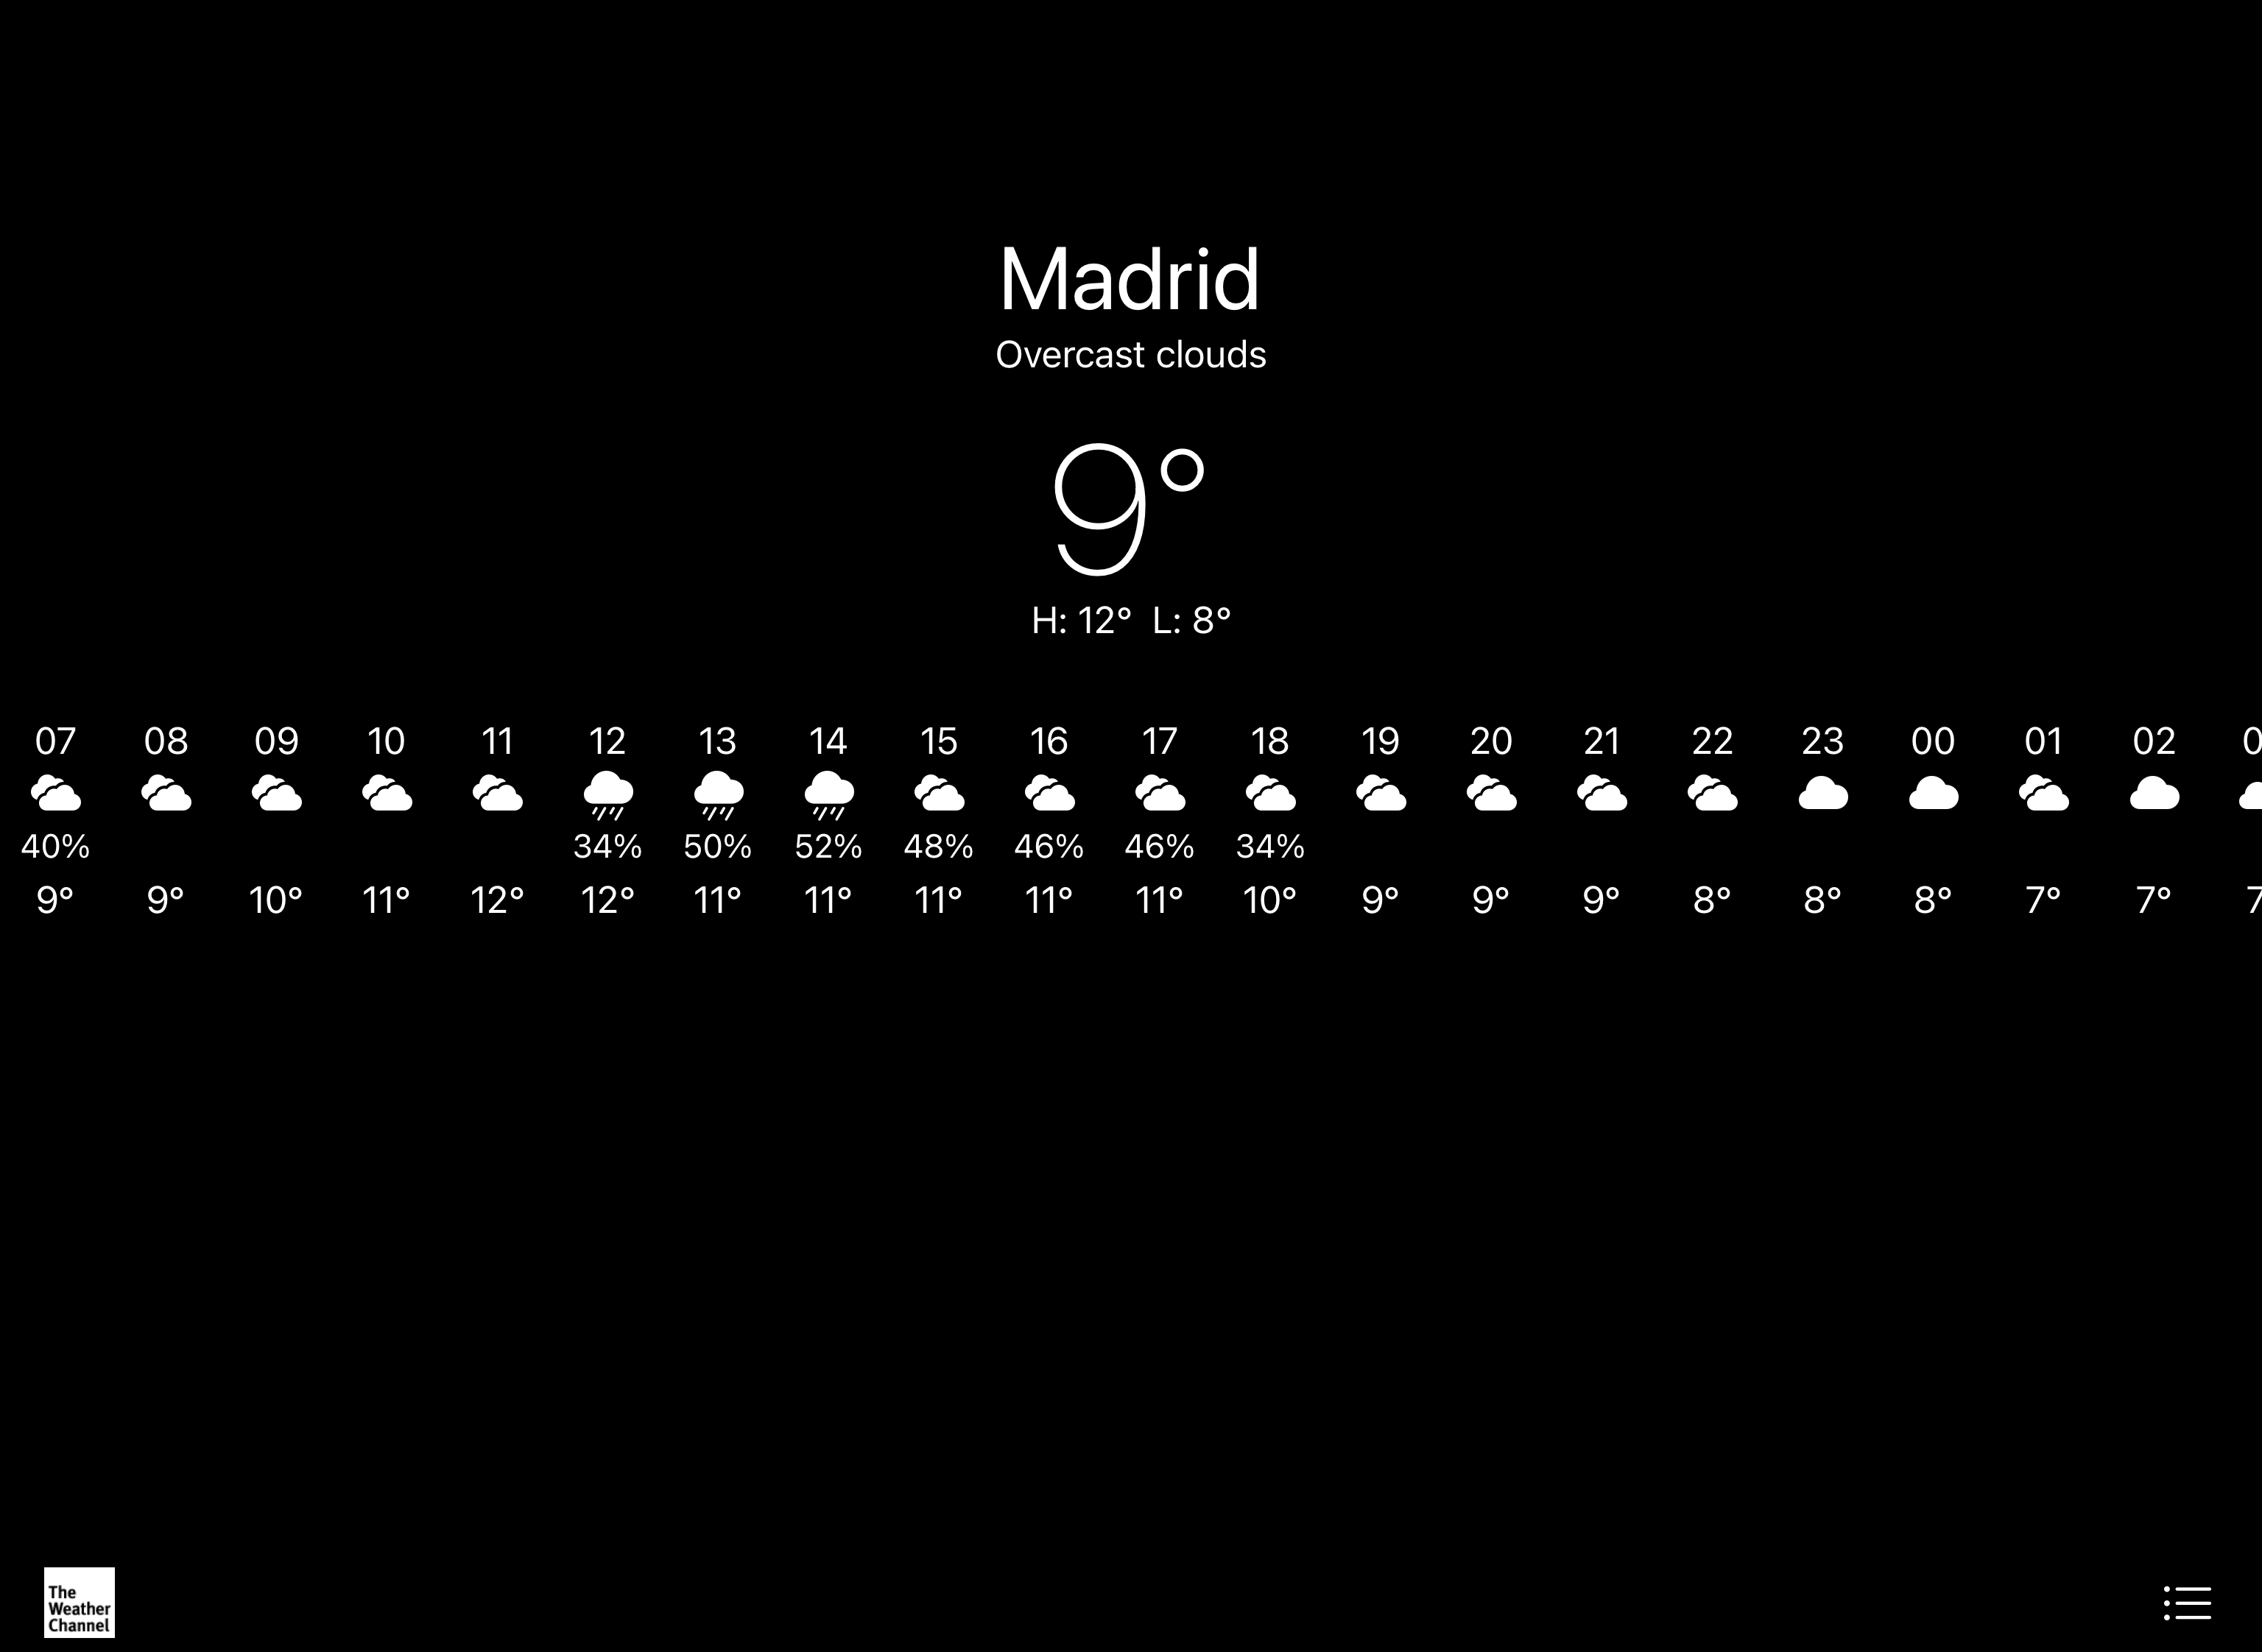 Madrid
Overcast clouds
9°
H: 12° L: 8°
07 08 09 10 11 12 13 14 15 16 17 18 19 20 21 22 23 00 01 02
40% 34% 50% 52% 48% 46% 46% 34%
9° 9° 10° 11° 12° 12° 11° 11° 11° 11° 11° 10° 9° 9° 9° 8° 8° 8° 7° 7°
The
Weather
Channel